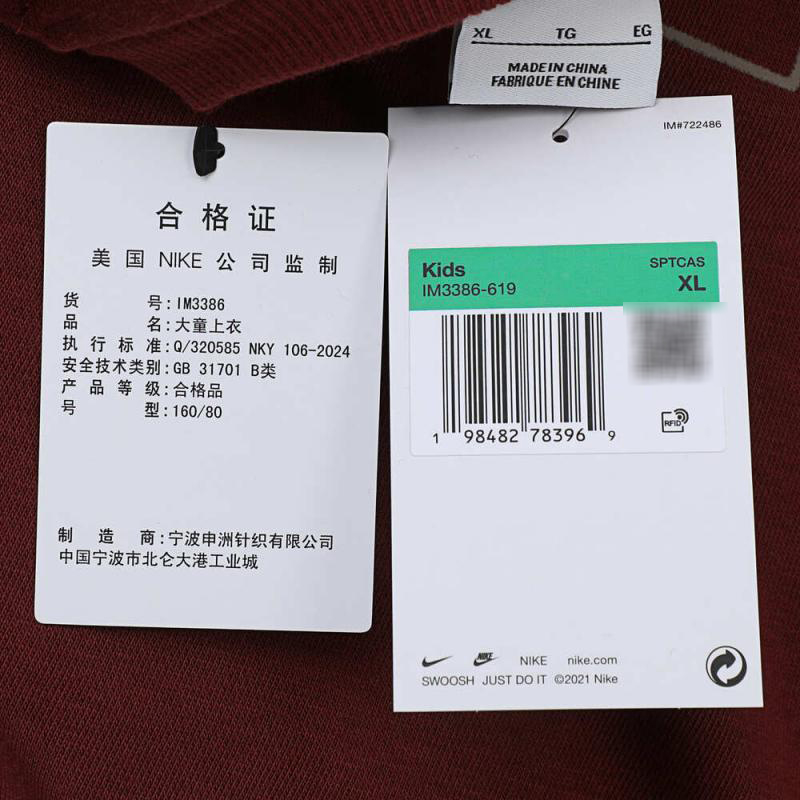 XL TG EG
MADE IN CHINA
FABRIQUE EN CHINE
合格证
美国 NIKE 公司监制
货号:IM3386
品名:大童上衣
执行标准:Q/320585 NKY 106-2024
安全技术类别:GB 31701 B类
产品等级:合格品
号型:160/80
制造商:宁波申洲针织有限公司
中国宁波市北仑大港工业城
IM#722486
Kids SPTCAS
IM3386-619 XL
1 98482 78396 9
RFID
NIKE NIKE nike.com
SWOOSH JUST DO IT ©2021 Nike